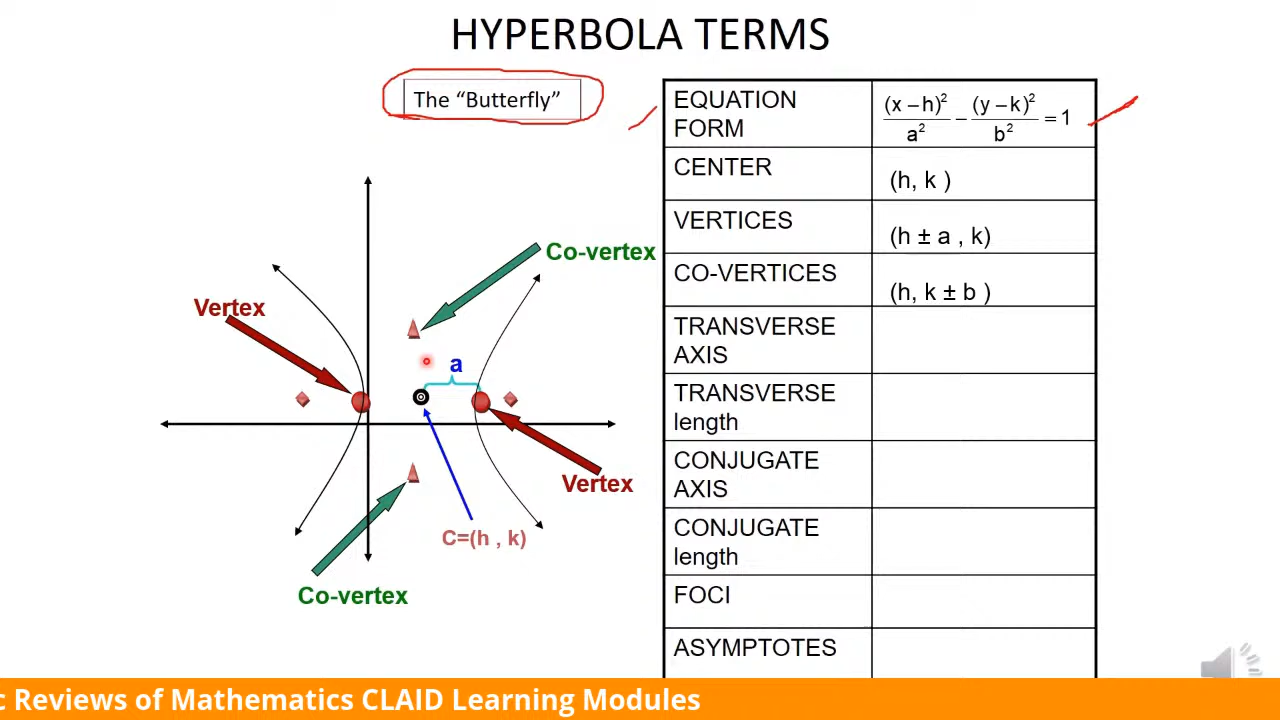 HYPERBOLA TERMS
The “Butterfly”
EQUATION FORM (x – h)² / a² – (y – k)² / b² = 1
CENTER (h, k )
VERTICES (h ± a , k)
CO-VERTICES (h, k ± b )
TRANSVERSE AXIS
TRANSVERSE length
CONJUGATE AXIS
CONJUGATE length
FOCI
ASYMPTOTES
Co-vertex
Vertex
a
Vertex
C=(h , k)
Co-vertex
c Reviews of Mathematics CLAID Learning Modules